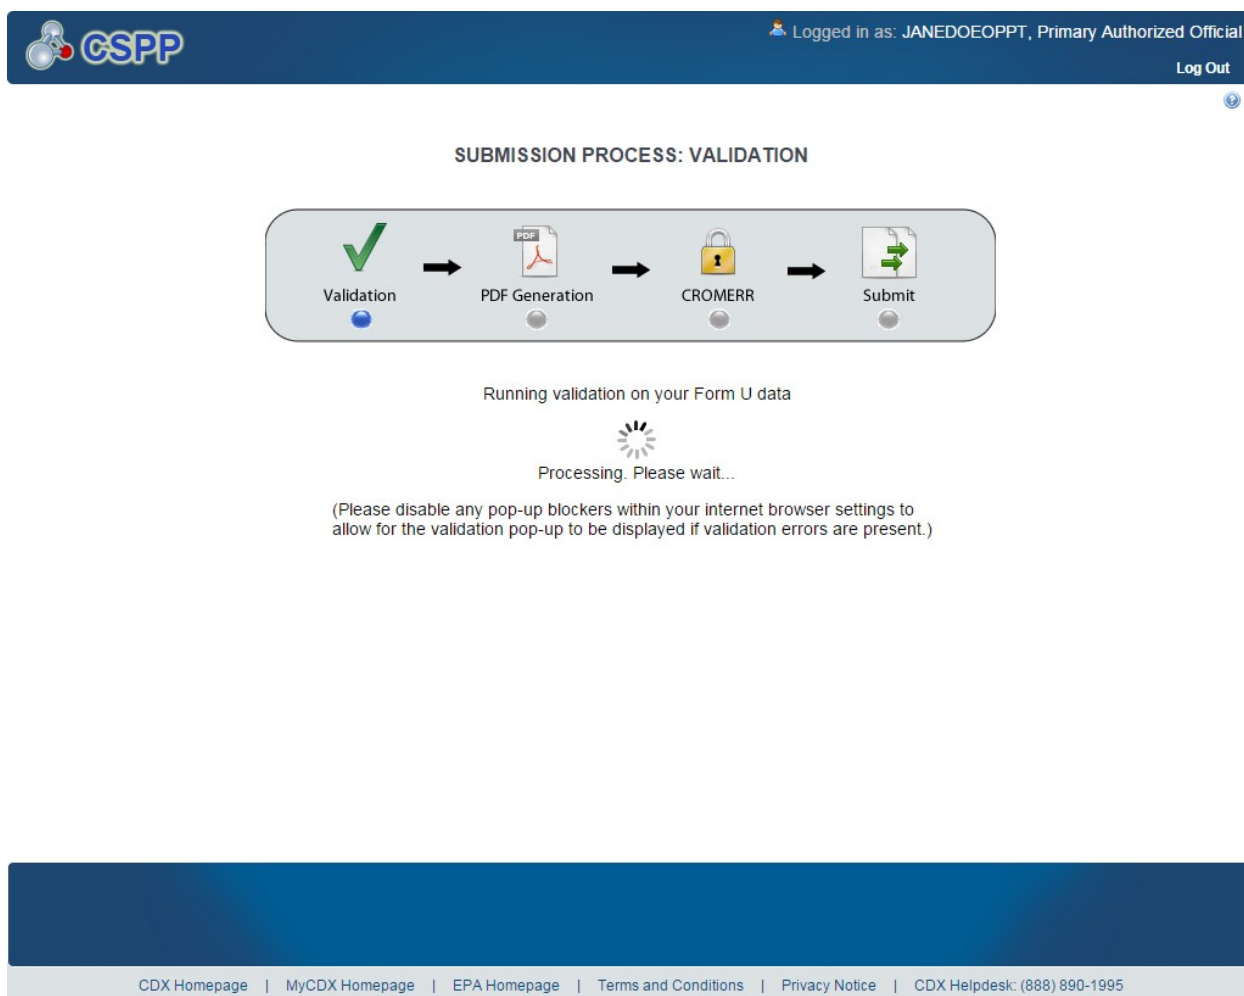 CSPP
Logged in as: JANEDOEOPPT, Primary Authorized Official
Log Out
SUBMISSION PROCESS: VALIDATION
PDF
Validation PDF Generation CROMERR Submit
Running validation on your Form U data
Processing. Please wait...
(Please disable any pop-up blockers within your internet browser settings to
allow for the validation pop-up to be displayed if validation errors are present.)
CDX Homepage | MyCDX Homepage | EPA Homepage | Terms and Conditions | Privacy Notice | CDX Helpdesk: (888) 890-1995